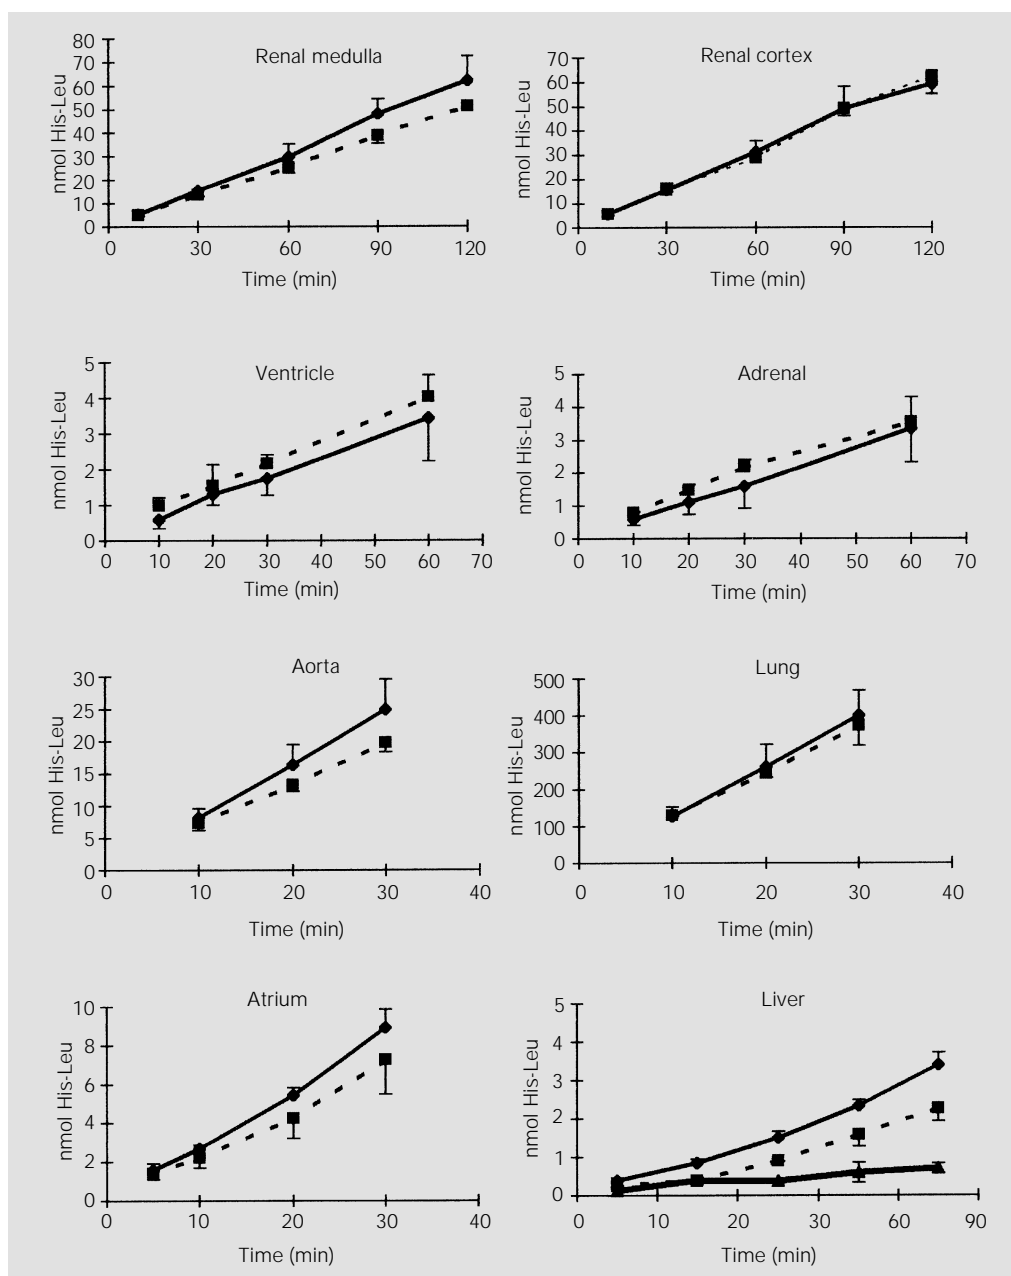 Renal medulla
80
70
60
50
40
30
20
10
0
nmol His-Leu
0 30 60 90 120
Time (min)
Renal cortex
70
60
50
40
30
20
10
0
nmol His-Leu
0 30 60 90 120
Time (min)
Ventricle
5
4
3
2
1
0
nmol His-Leu
0 10 20 30 40 50 60 70
Time (min)
Adrenal
5
4
3
2
1
0
nmol His-Leu
0 10 20 30 40 50 60 70
Time (min)
Aorta
30
25
20
15
10
5
0
nmol His-Leu
0 10 20 30 40
Time (min)
Lung
500
400
300
200
100
0
nmol His-Leu
0 10 20 30 40
Time (min)
Atrium
10
8
6
4
2
0
nmol His-Leu
0 10 20 30 40
Time (min)
Liver
5
4
3
2
1
0
nmol His-Leu
0 10 20 30 60 90
Time (min)